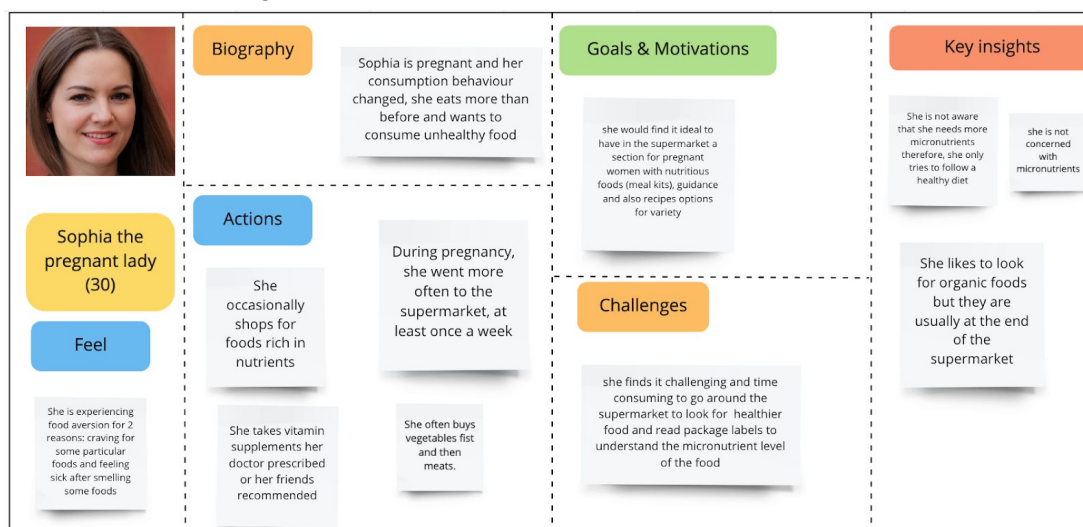 Biography
Sophia is pregnant and her
consumption behaviour
changed, she eats more than
before and wants to
consume unhealthy food
Goals & Motivations
she would find it ideal to
have in the supermarket a
section for pregnant
women with nutritious
foods (meal kits), guidance
and also recipes options
for variety
Key insights
She is not aware
that she needs more
micronutrients
therefore, she only
tries to follow a
healthy diet
she is not
concerned
with
micronutrients
She likes to look
for organic foods
but they are
usually at the end
of the
supermarket
Sophia the
pregnant lady
(30)
Feel
She is experiencing
food aversion for 2
reasons: craving for
some particular
foods and feeling
sick after smelling
some foods
Actions
She
occasionally
shops for
foods rich in
nutrients
During pregnancy,
she went more
often to the
supermarket, at
least once a week
She takes vitamin
supplements her
doctor prescribed
or her friends
recommended
She often buys
vegetables fist
and then
meats.
Challenges
she finds it challenging and time
consuming to go around the
supermarket to look for healthier
food and read package labels to
understand the micronutrient level
of the food